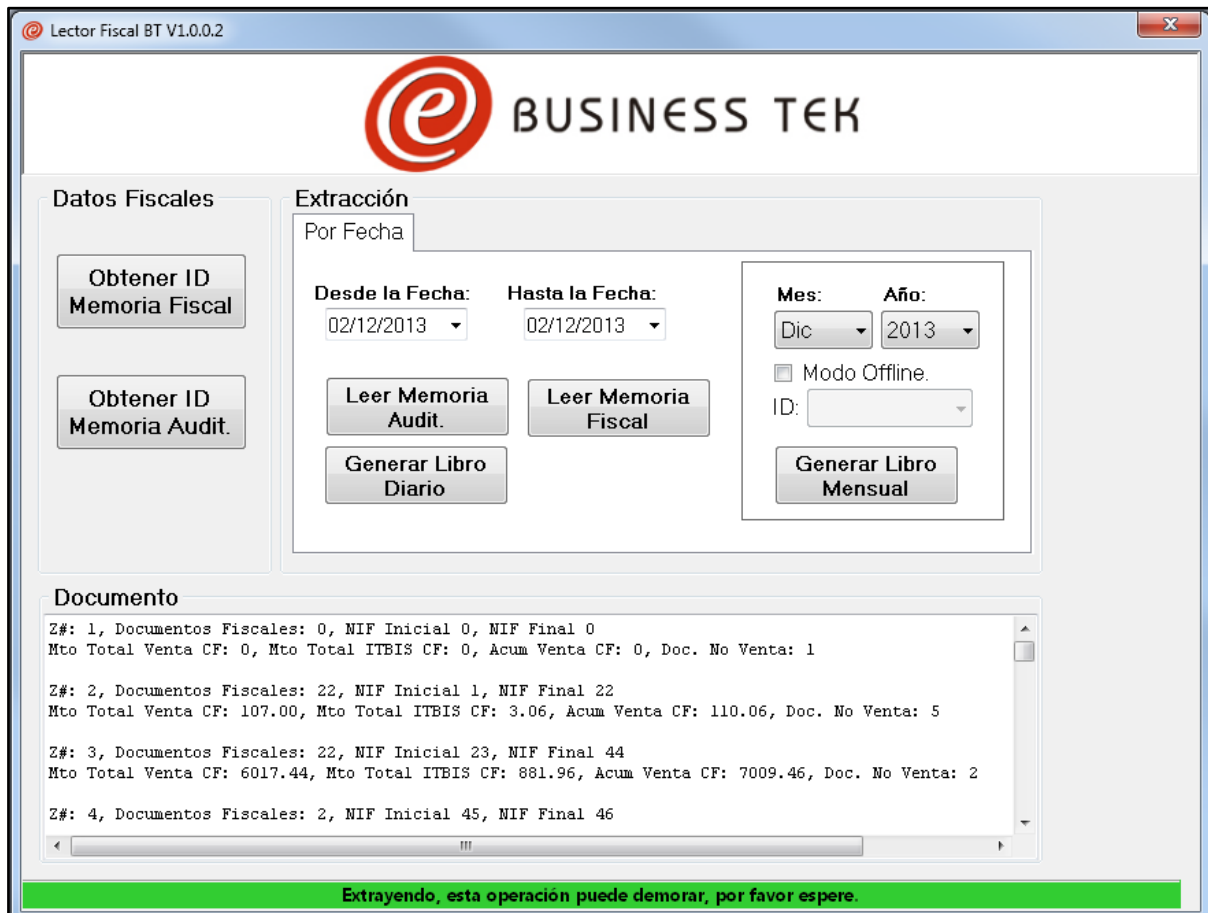 Lector Fiscal BT V1.0.0.2
e BUSINESS TEK
Datos Fiscales
Obtener ID
Memoria Fiscal
Obtener ID
Memoria Audit.
Extracción
Por Fecha
Desde la Fecha: Hasta la Fecha:
02/12/2013 02/12/2013
Leer Memoria
Audit.
Leer Memoria
Fiscal
Generar Libro
Diario
Mes: Año:
Dic 2013
Modo Offline.
ID:
Generar Libro
Mensual
Documento
Z#: 1, Documentos Fiscales: 0, NIF Inicial 0, NIF Final 0
Mto Total Venta CF: 0, Mto Total ITBIS CF: 0, Acum Venta CF: 0, Doc. No Venta: 1
Z#: 2, Documentos Fiscales: 22, NIF Inicial 1, NIF Final 22
Mto Total Venta CF: 107.00, Mto Total ITBIS CF: 3.06, Acum Venta CF: 110.06, Doc. No Venta: 5
Z#: 3, Documentos Fiscales: 22, NIF Inicial 23, NIF Final 44
Mto Total Venta CF: 6017.44, Mto Total ITBIS CF: 881.96, Acum Venta CF: 7009.46, Doc. No Venta: 2
Z#: 4, Documentos Fiscales: 2, NIF Inicial 45, NIF Final 46
Extrayendo, esta operación puede demorar, por favor espere.